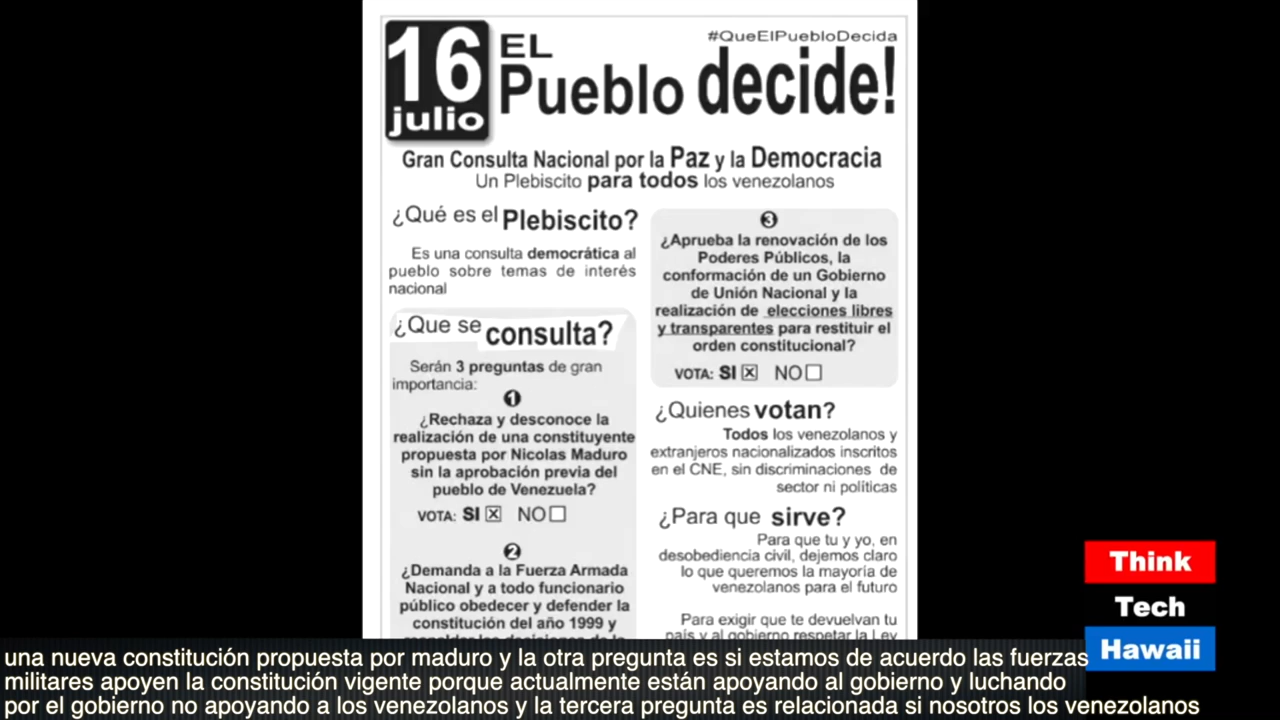 16
julio
EL
Pueblo decide!
#QueElPuebloDecida
Gran Consulta Nacional por la Paz y la Democracia
Un Plebiscito para todos los venezolanos
¿Qué es el Plebiscito?
Es una consulta democrática al
pueblo sobre temas de interés
nacional
¿Que se consulta?
Serán 3 preguntas de gran
importancia:
1
¿Rechaza y desconoce la
realización de una constituyente
propuesta por Nicolas Maduro
sin la aprobación previa del
pueblo de Venezuela?
VOTA: SI ☒ NO ☐
2
¿Demanda a la Fuerza Armada
Nacional y a todo funcionario
público obedecer y defender la
constitución del año 1999 y
3
¿Aprueba la renovación de los
Poderes Públicos, la
conformación de un Gobierno
de Unión Nacional y la
realización de elecciones libres
y transparentes para restituir el
orden constitucional?
VOTA: SI ☒ NO ☐
¿Quienes votan?
Todos los venezolanos y
extranjeros nacionalizados inscritos
en el CNE, sin discriminaciones de
sector ni políticas
¿Para que sirve?
Para que tu y yo, en
desobediencia civil, dejemos claro
lo que queremos la mayoría de
venezolanos para el futuro
Para exigir que te devuelvan tu
país y al gobierno respetar la Ley
Think
Tech
Hawaii
una nueva constitución propuesta por maduro y la otra pregunta es si estamos de acuerdo las fuerzas
militares apoyen la constitución vigente porque actualmente están apoyando al gobierno y luchando
por el gobierno no apoyando a los venezolanos y la tercera pregunta es relacionada si nosotros los venezolanos